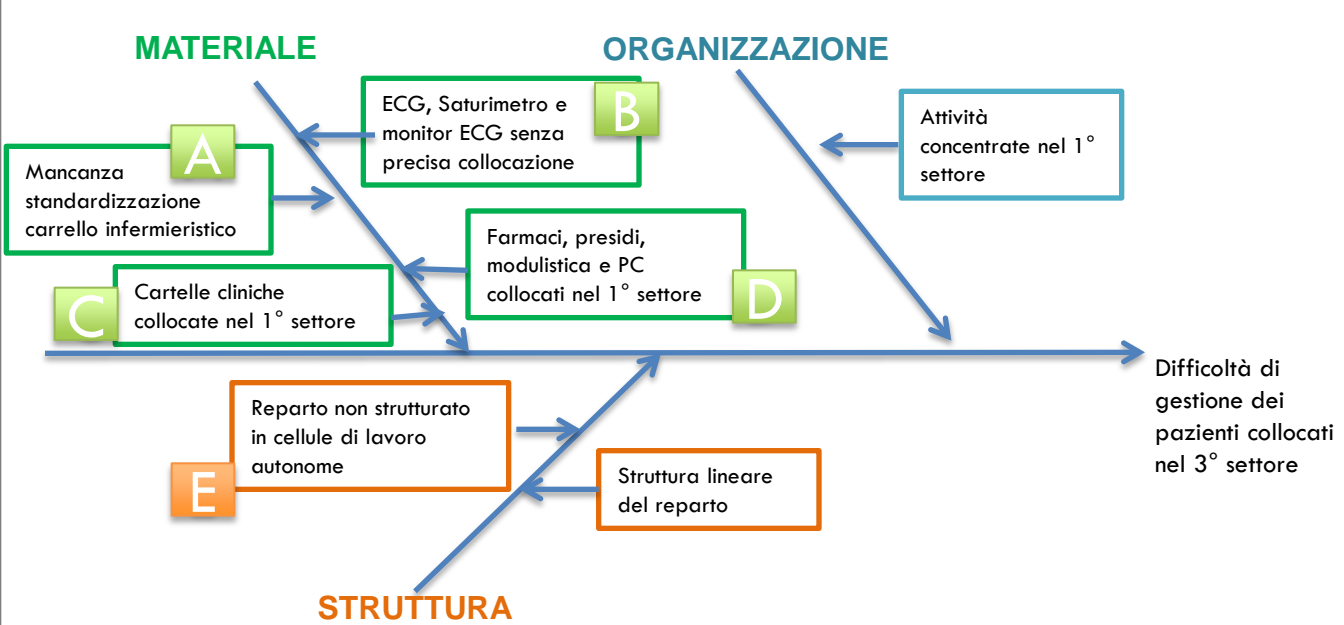 MATERIALE
ORGANIZZAZIONE
ECG, Saturimetro e
monitor ECG senza
precisa collocazione
B
Attività
concentrate nel 1°
settore
A
Mancanza
standardizzazione
carrello infermieristico
Farmaci, presidi,
modulistica e PC
collocati nel 1° settore
D
C
Cartelle cliniche
collocate nel 1° settore
Difficoltà di
gestione dei
pazienti collocati
nel 3° settore
Reparto non strutturato
in cellule di lavoro
autonome
E
Struttura lineare
del reparto
STRUTTURA